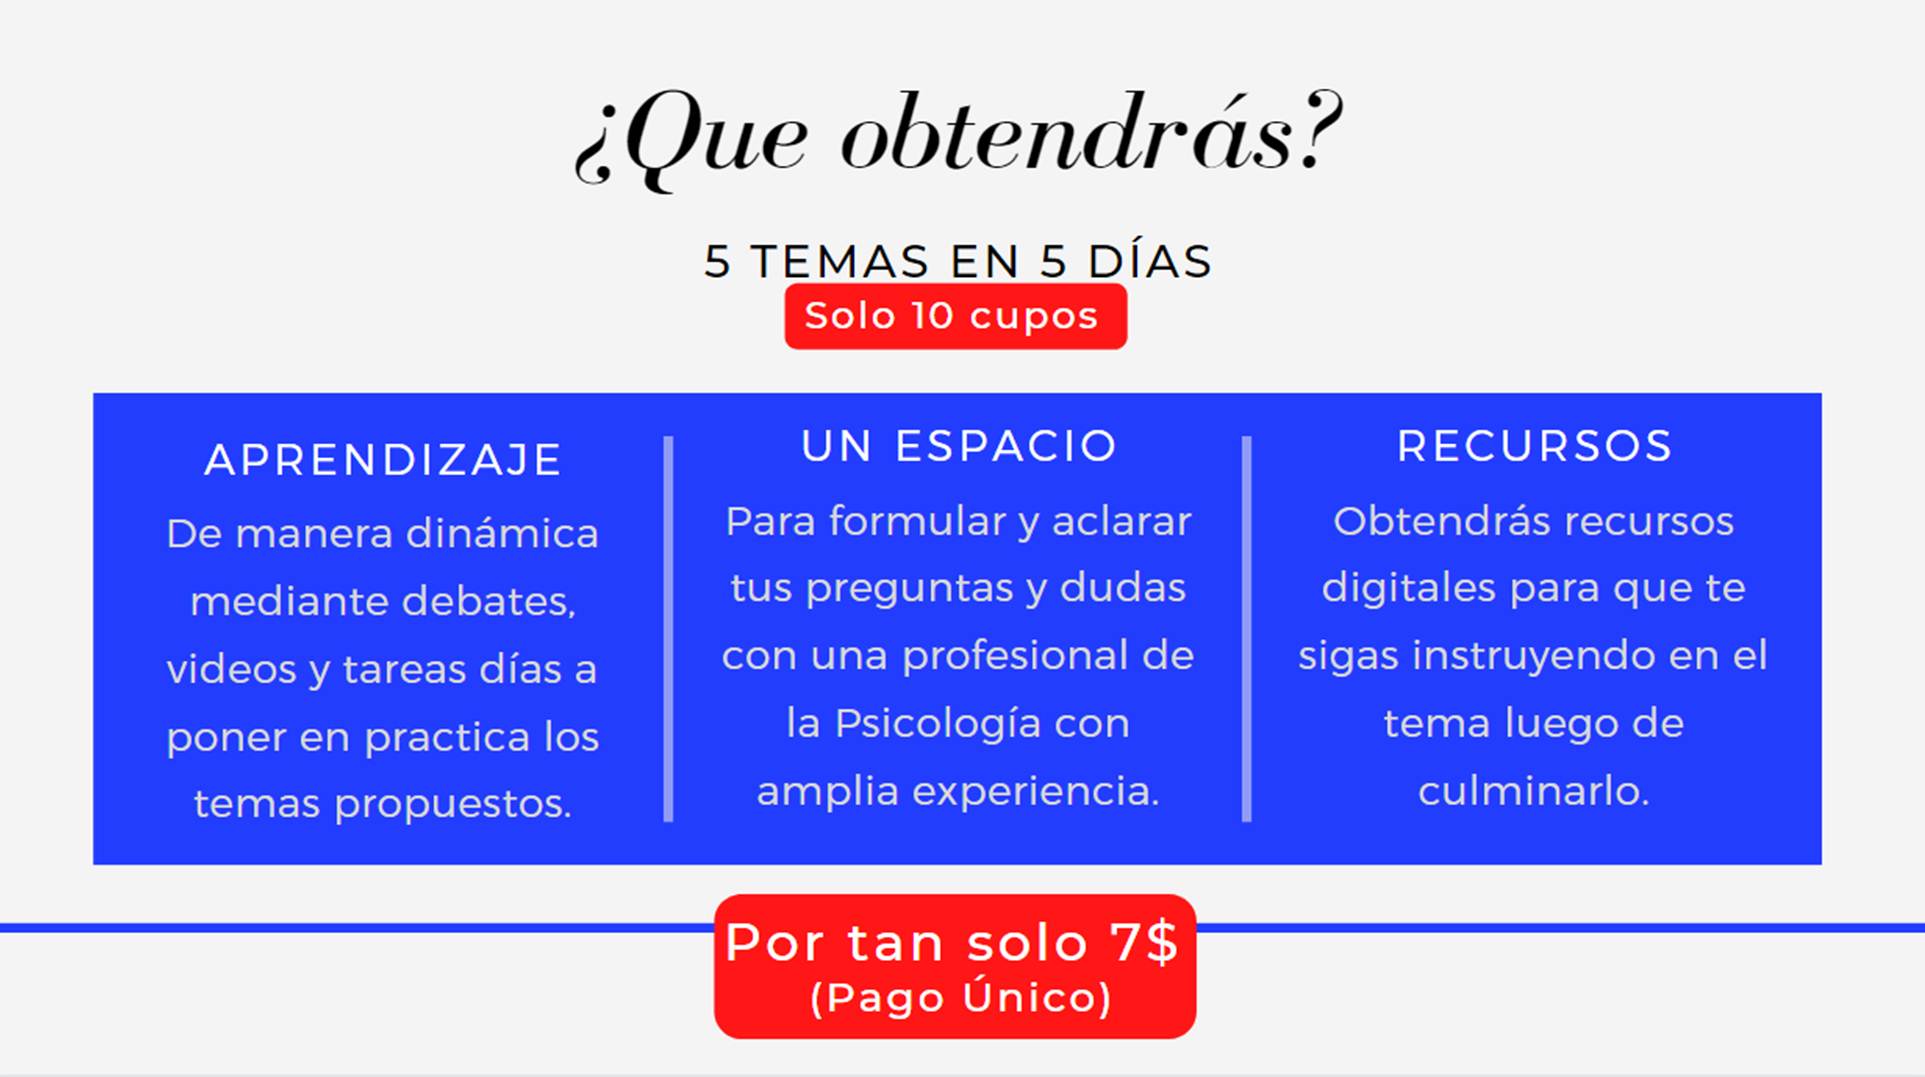 ¿Que obtendrás?
5 TEMAS EN 5 DÍAS
Solo 10 cupos
APRENDIZAJE
De manera dinámica
mediante debates,
videos y tareas días a
poner en practica los
temas propuestos.
UN ESPACIO
Para formular y aclarar
tus preguntas y dudas
con una profesional de
la Psicología con
amplia experiencia.
RECURSOS
Obtendrás recursos
digitales para que te
sigas instruyendo en el
tema luego de
culminarlo.
Por tan solo 7$
(Pago Único)